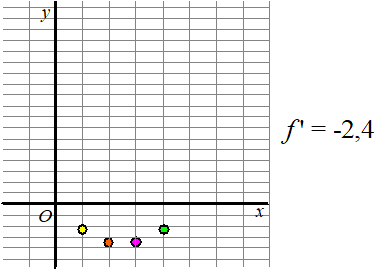 y
f' = -2,4
O
x